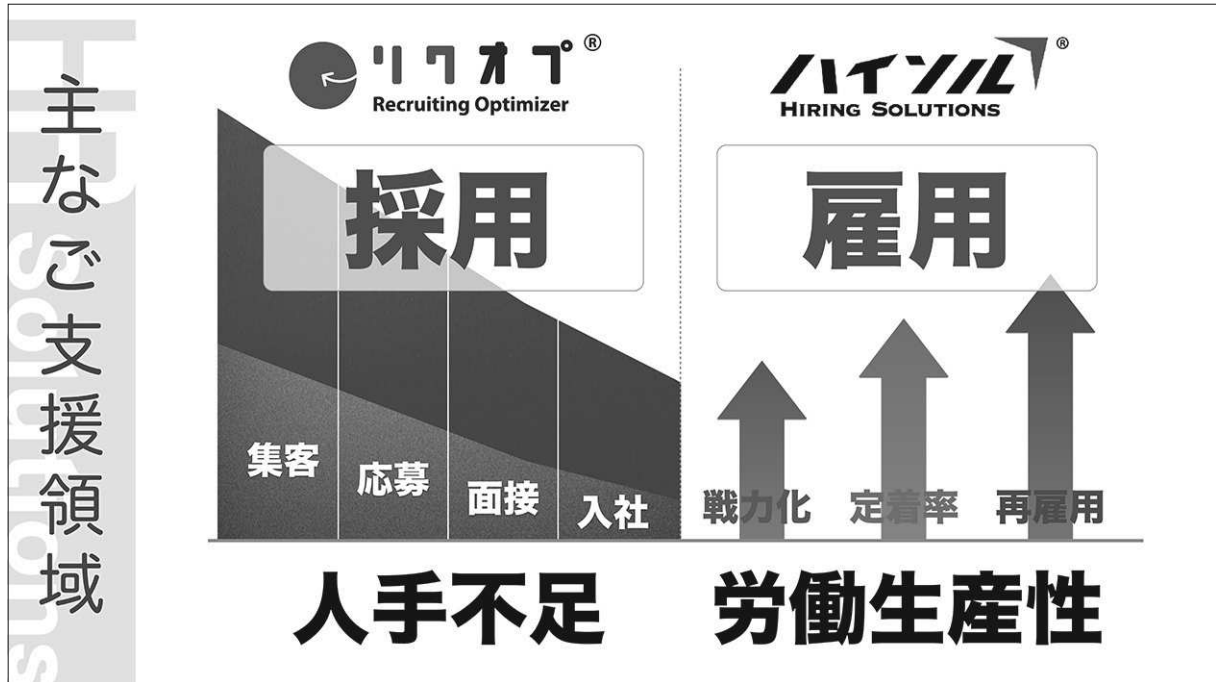 主なご支援領域
HR Solutions
リクオプ®
Recruiting Optimizer
採用
集客
応募
面接
入社
人手不足
ハイソル®
HIRING SOLUTIONS
雇用
戦力化
定着率
再雇用
労働生産性